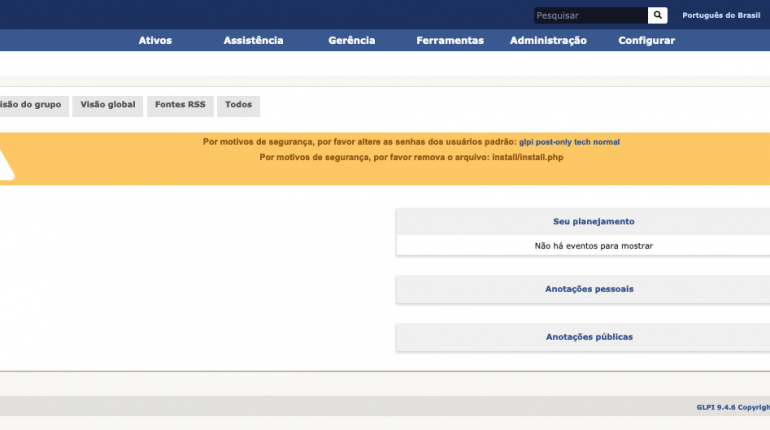 Pesquisar
Português do Brasil
Ativos Assistência Gerência Ferramentas Administração Configurar
isão do grupo Visão global Fontes RSS Todos
Por motivos de segurança, por favor altere as senhas dos usuários padrão: glpi post-only tech normal
Por motivos de segurança, por favor remova o arquivo: install/install.php
Seu planejamento
Não há eventos para mostrar
Anotações pessoais
Anotações públicas
GLPI 9.4.6 Copyrigh